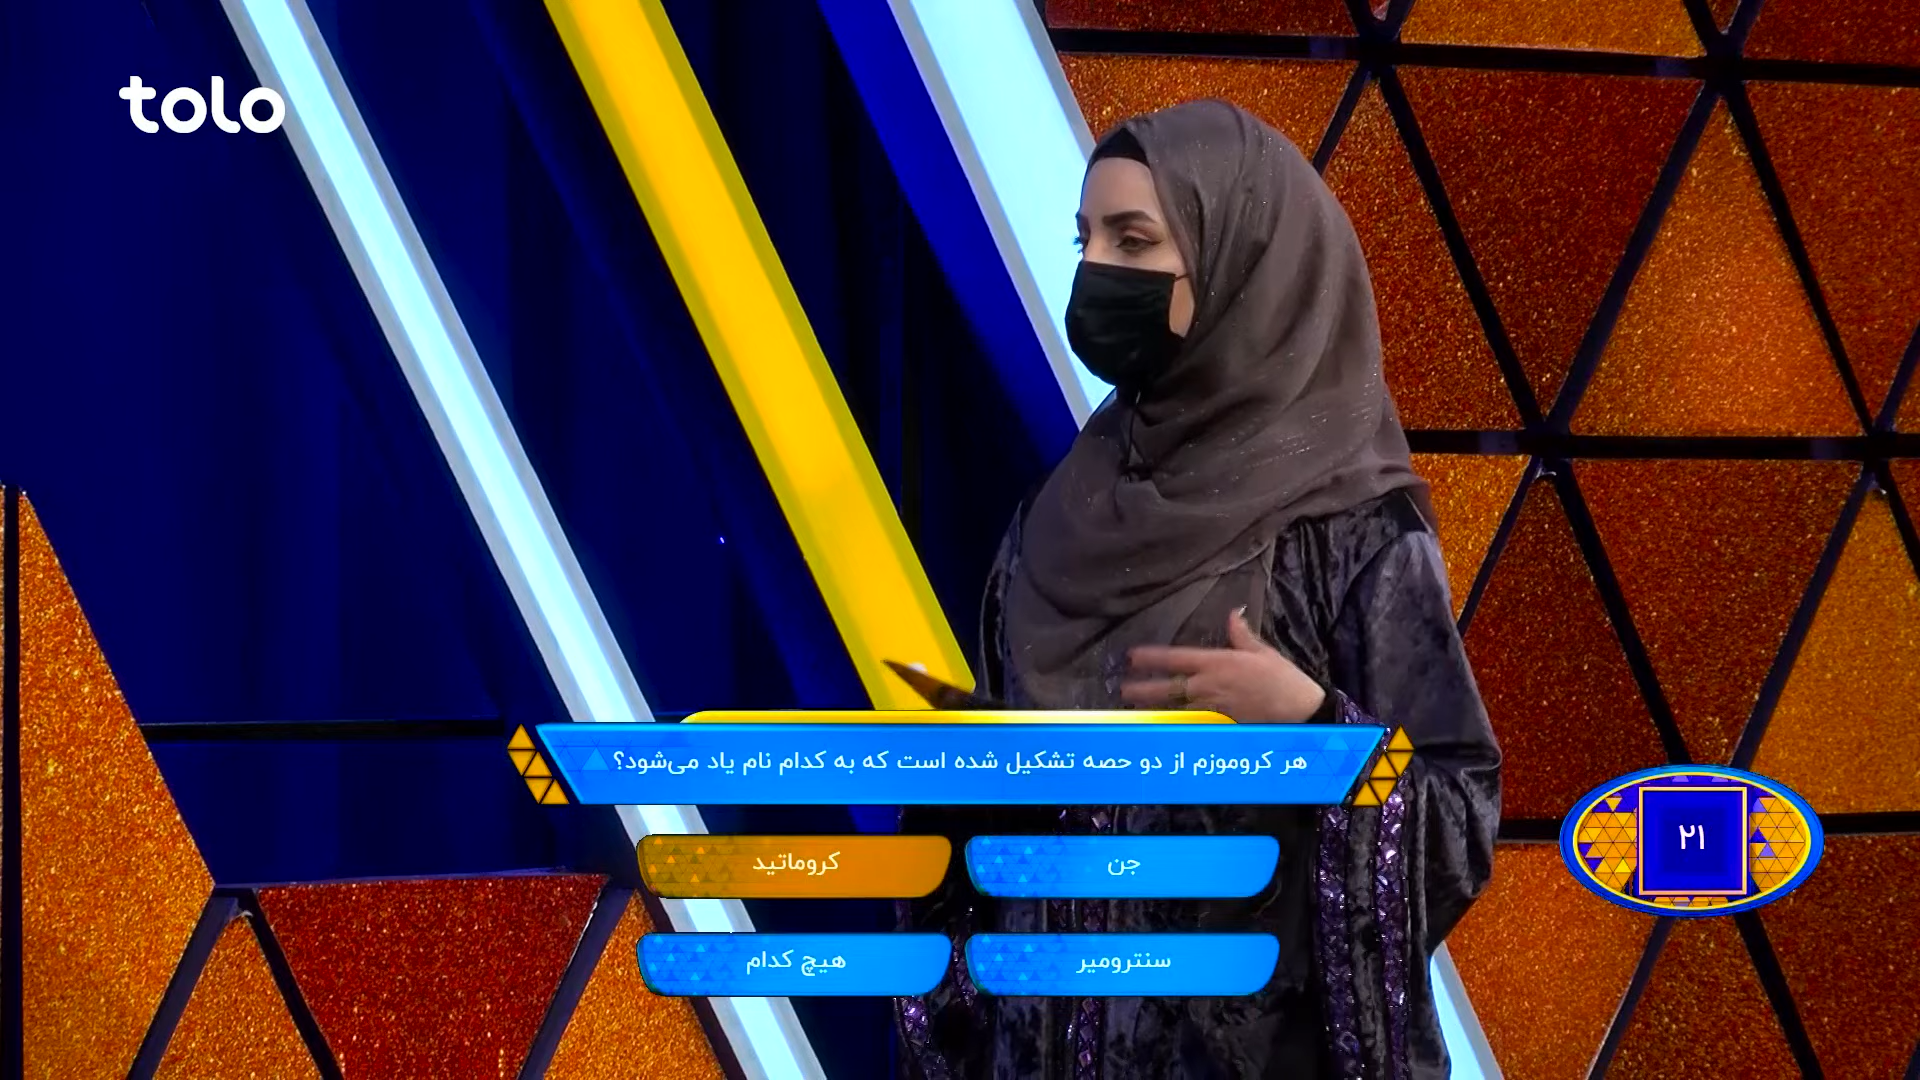 tolo
هر کروموزم از دو حصه تشکیل شده است که به کدام نام یاد می‌شود؟
جن
کروماتید
سنترومیر
هیچ کدام
۲۱